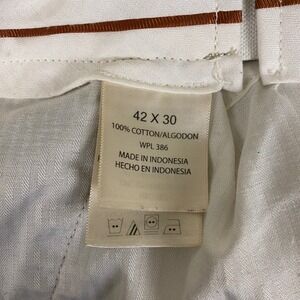 42 X 30
100% COTTON/ALGODON
WPL 386
MADE IN INDONESIA
HECHO EN INDONESIA